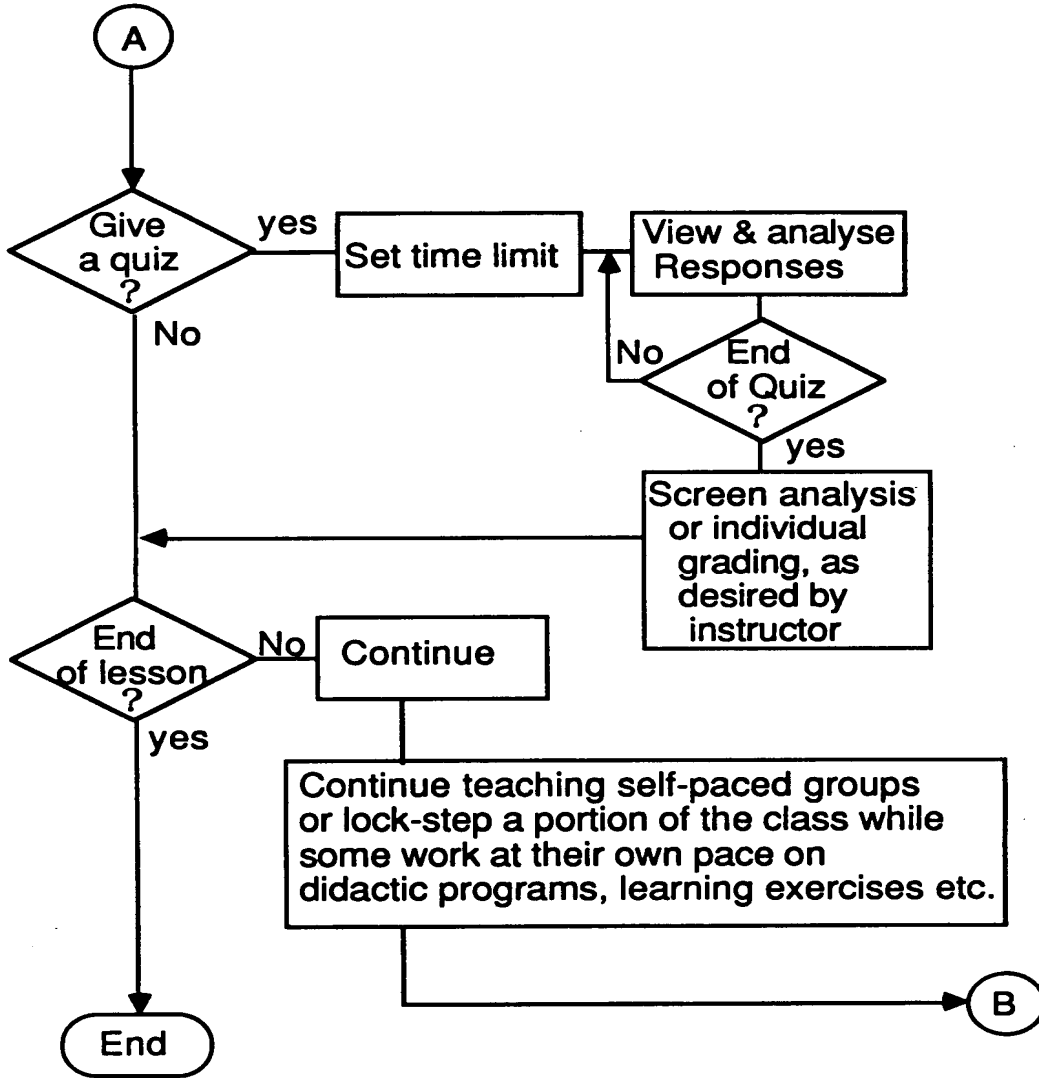 A
Give
a quiz
?
yes
Set time limit
View & analyse
Responses
No
No
End
of Quiz
?
yes
Screen analysis
or individual
grading, as
desired by
instructor
End
of lesson
?
No
Continue
yes
Continue teaching self-paced groups
or lock-step a portion of the class while
some work at their own pace on
didactic programs, learning exercises etc.
B
End